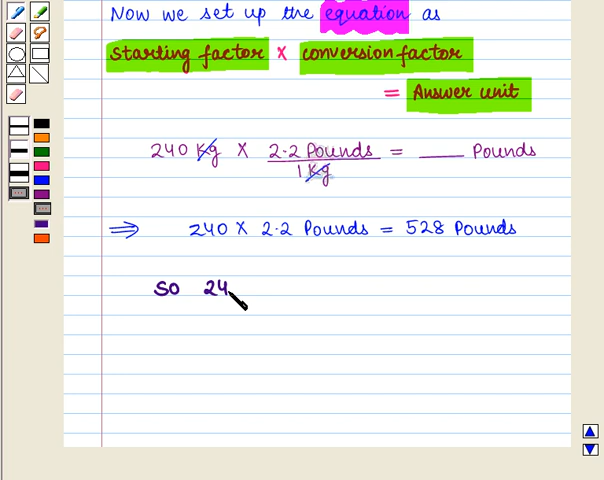 Now we set up the equation as
starting factor × conversion factor
= Answer unit
240 Kg × 2.2 Pounds / 1 Kg = ___ Pounds
⇒ 240 × 2.2 Pounds = 528 Pounds
SO 24